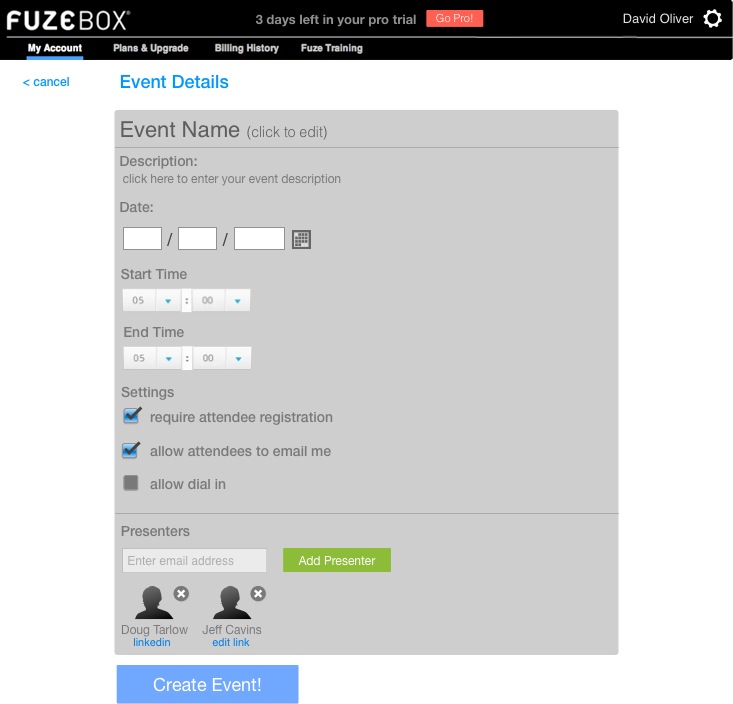 FUZEBOX®
3 days left in your pro trial Go Pro! David Oliver
My Account Plans & Upgrade Billing History Fuze Training
< cancel Event Details
Event Name (click to edit)
Description:
click here to enter your event description
Date:
/ /
Start Time
05 : 00
End Time
05 : 00
Settings
require attendee registration
allow attendees to email me
allow dial in
Presenters
Enter email address Add Presenter
Doug Tarlow Jeff Cavins
linkedin edit link
Create Event!